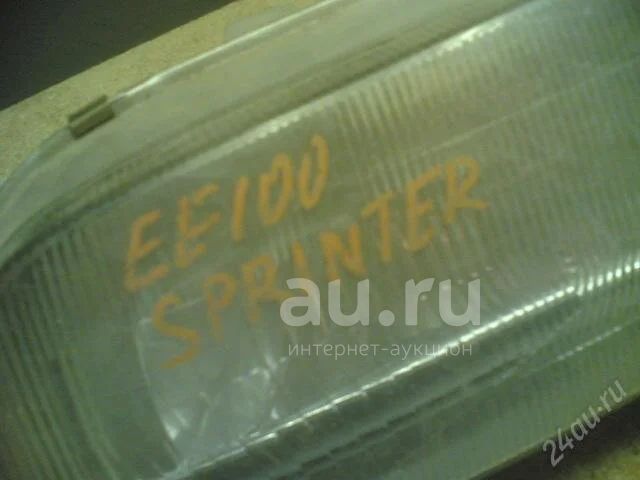 EE100
SPRINTER
au.ru
интернет-аукцион
24au.ru